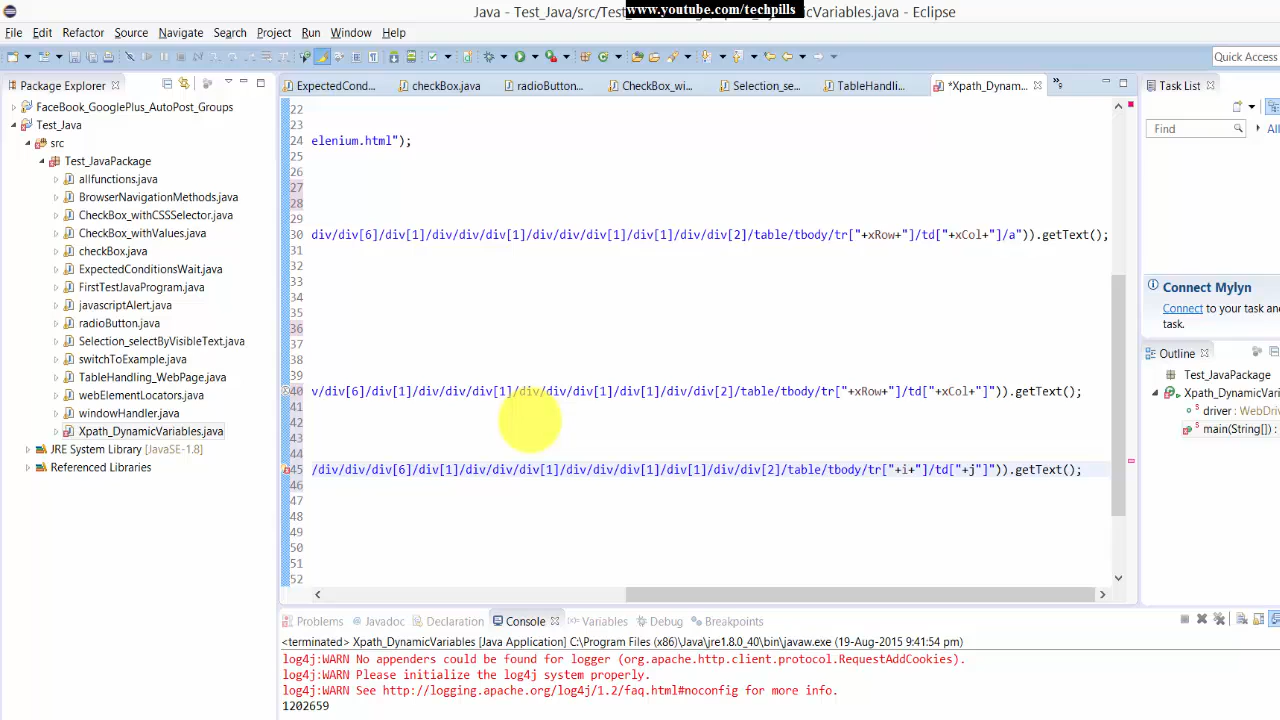 www.youtube.com/techpills
Java - Test_Java/src/Test_ icVariables.java - Eclipse
File Edit Refactor Source Navigate Search Project Run Window Help
Quick Access
Package Explorer
ExpectedCond... checkBox.java radioButton... CheckBox_wi... Selection_se... TableHandli... *Xpath_Dynam...
Task List
FaceBook_GooglePlus_AutoPost_Groups
Test_Java
src
Test_JavaPackage
allfunctions.java
BrowserNavigationMethods.java
CheckBox_withCSSSelector.java
CheckBox_withValues.java
checkBox.java
ExpectedConditionsWait.java
FirstTestJavaProgram.java
javascriptAlert.java
radioButton.java
Selection_selectByVisibleText.java
switchToExample.java
TableHandling_WebPage.java
webElementLocators.java
windowHandler.java
Xpath_DynamicVariables.java
JRE System Library [JavaSE-1.8]
Referenced Libraries
22
23
24 elenium.html");
25
26
27
28
29
30 div/div[6]/div[1]/div/div/div[1]/div/div/div[1]/div[1]/div/div[2]/table/tbody/tr["+xRow+"]/td["+xCol+"]/a")).getText();
31
32
33
34
35
36
37
38
39
40 v/div[6]/div[1]/div/div/div[1]/div/div/div[1]/div[1]/div/div[2]/table/tbody/tr["+xRow+"]/td["+xCol+"]")).getText();
41
42
43
44
45 /div/div/div[6]/div[1]/div/div/div[1]/div/div/div[1]/div[1]/div/div[2]/table/tbody/tr["+i+"]/td["+j"]")).getText();
46
47
48
49
50
51
52
Find All
Connect Mylyn
Connect to your task and
task.
Outline
Test_JavaPackage
Xpath_DynamicVari
driver : WebDriv
main(String[]) :
Problems Javadoc Declaration Console Variables Debug Breakpoints
<terminated> Xpath_DynamicVariables [Java Application] C:\Program Files (x86)\Java\jre1.8.0_40\bin\javaw.exe (19-Aug-2015 9:41:54 pm)
log4j:WARN No appenders could be found for logger (org.apache.http.client.protocol.RequestAddCookies).
log4j:WARN Please initialize the log4j system properly.
log4j:WARN See http://logging.apache.org/log4j/1.2/faq.html#noconfig for more info.
1202659